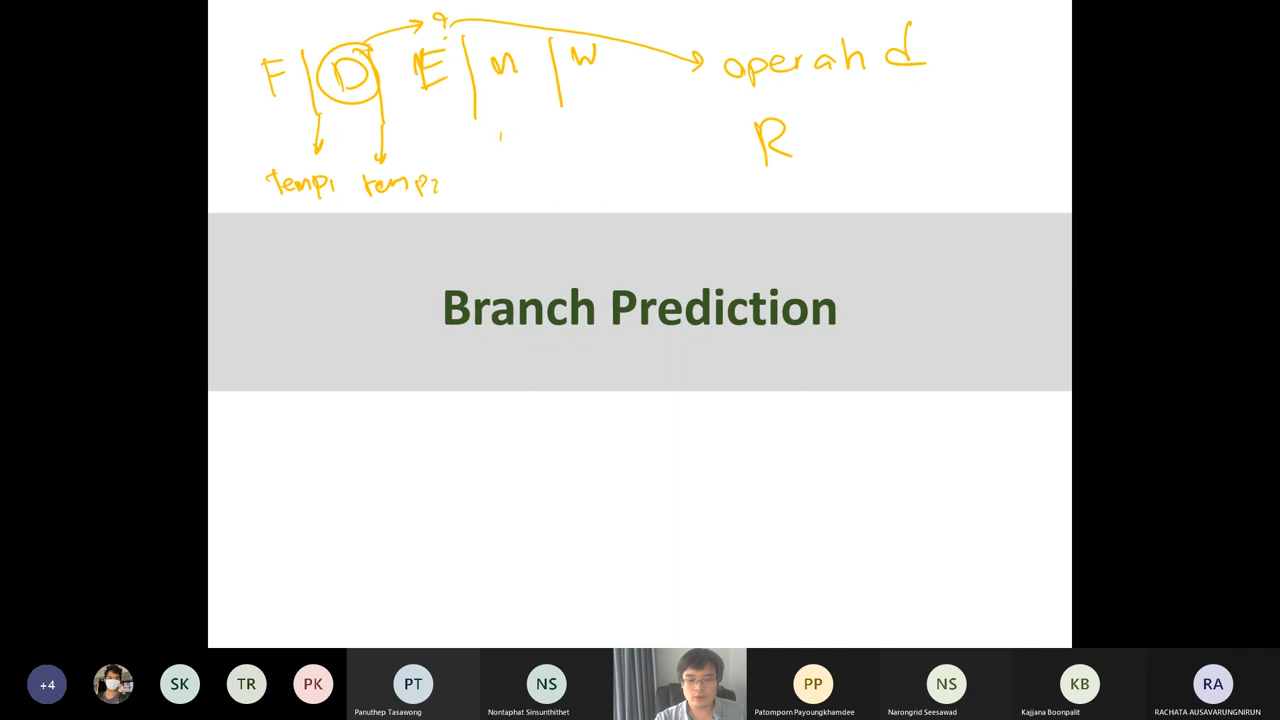 F D E M W operand
R
Temp1 temp2
Branch Prediction
+4 SK TR PK PT NS PP NS KB RA
Panuthep Tasawong Nontaphat Sinsunthithet Patomporn Payoungkhamdee Narongrid Seesawad Kajjana Boonpalit RACHATA AUSAVARUNGNIRUN